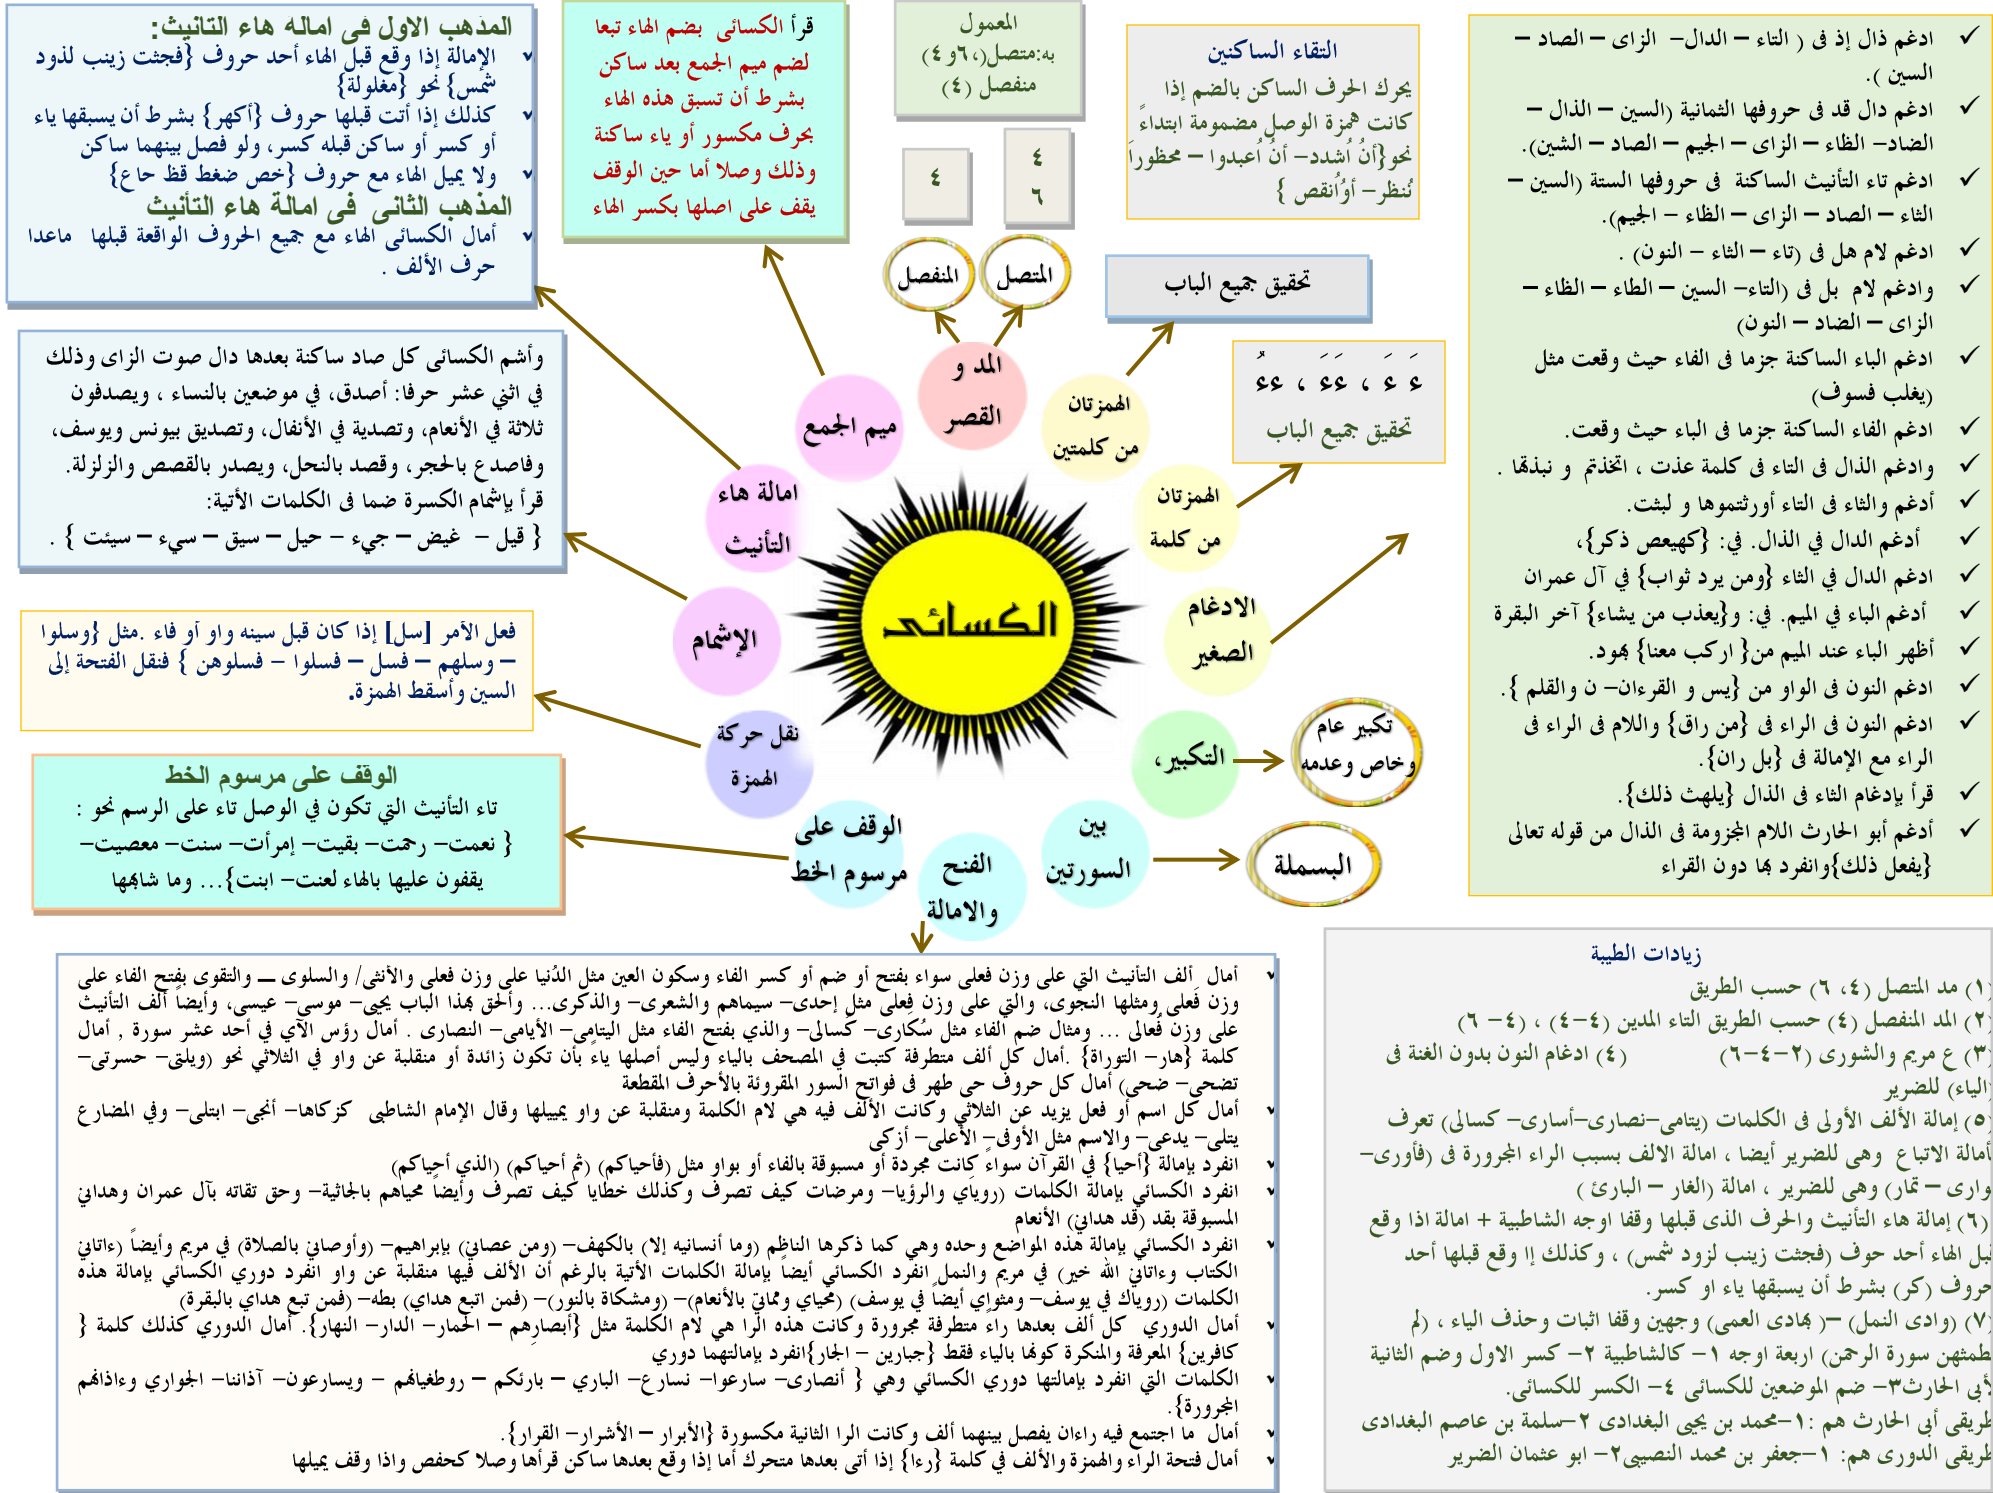 ادغم ذال إذ فى ( التاء – الدال– الزاى – الصاد –
السين ).
ادغم دال قد فى حروفها الثمانية (السين – الذال –
الضاد– الظاء – الزاى – الجيم – الصاد – الشين).
ادغم تاء التأنيث الساكنة فى حروفها الستة (السين –
الثاء – الصاد – الزاى – الظاء – الجيم).
ادغم لام هل فى (تاء – الثاء – النون) .
وادغم لام بل فى (التاء– السين – الطاء – الظاء –
الزاى – الضاد – النون)
ادغم الباء الساكنة جزما فى الفاء حيث وقعت مثل
(يغلب فسوف)
ادغم الفاء الساكنة جزما فى الباء حيث وقعت.
وادغم الذال فى التاء فى كلمة عذت ، اتخذتم و نبذتها .
أدغم والثاء فى التاء أورثتموها و لبثت.
أدغم الدال في الذال. في: {كهيعص ذكر}،
ادغم الدال في الثاء {ومن يرد ثواب} في آل عمران
أدغم الباء في الميم. في: و{يعذب من يشاء} آخر البقرة
أظهر الباء عند الميم من{ اركب معنا} بهود.
ادغم النون فى الواو من {يس و القرءان– ن والقلم }.
ادغم النون فى الراء فى {من راق} واللام فى الراء فى
الراء مع الإمالة فى {بل ران}.
قرأ بإدغام الثاء فى الذال {يلهث ذلك}.
أدغم أبو الحارث اللام المجزومة فى الذال من قوله تعالى
{يفعل ذلك}وانفرد بها دون القراء
التقاء الساكنين
يحرك الحرف الساكن بالضم إذا
كانت همزة الوصل مضمومة ابتداءً
نحو{أنُ اُشدد– أنُ اُعبدوا – محظوراَ
نُنظر– أوُاُنقص }
المعمول
به:متصل(،٦و ٤)
منفصل (٤)
٤
٦
٤
المتصل
المنفصل
قرأ الكسائى بضم الهاء تبعا
لضم ميم الجمع بعد ساكن
بشرط أن تسبق هذه الهاء
بحرف مكسور أو ياء ساكنة
وذلك وصلا أما حين الوقف
يقف على اصلها بكسر الهاء
المذهب الاول فى اماله هاء التانيث:
الإمالة إذا وقع قبل الهاء أحد حروف {فجثت زينب لذود
شمس} نحو {مغلولة}
كذلك إذا أتت قبلها حروف {أكهر} بشرط أن يسبقها ياء
أو كسر أو ساكن قبله كسر، ولو فصل بينهما ساكن
ولا يميل الهاء مع حروف {خص ضغط قظ حاع}
المذهب الثانى فى امالة هاء التأنيث
أمال الكسائى الهاء مع جميع الحروف الواقعة قبلها ماعدا
حرف الألف .
تحقيق جميع الباب
ءَ ءَ ، ءَءَ ، ءءُ
تحقيق جميع الباب
وأشم الكسائى كل صاد ساكنة بعدها دال صوت الزاى وذلك
في اثني عشر حرفا: أصدق، في موضعين بالنساء ، ويصدفون
ثلاثة في الأنعام، وتصدية في الأنفال، وتصديق بيونس ويوسف،
وفاصدع بالحجر، وقصد بالنحل، ويصدر بالقصص والزلزلة.
قرأ بإشمام الكسرة ضما فى الكلمات الأتية:
{ قيل – غيض – جيء – حيل – سيق – سيء – سيئت } .
فعل الأمر [سل] إذا كان قبل سينه واو أو فاء .مثل {وسلوا
– وسلهم – فسل – فسلوا – فسلوهن } فنقل الفتحة إلى
السين وأسقط الهمزة.
الوقف على مرسوم الخط
تاء التأنيث التي تكون في الوصل تاء على الرسم نحو :
{ نعمت– رحمت– بقيت– إمرأت– سنت– معصيت–
يقفون عليها بالهاء لعنت– ابنت}... وما شابهها
المد و
القصر
الهمزتان
من كلمتين
الهمزتان
من كلمة
الادغام
الصغير
التكبير،
بين
السورتين
الفنح
والامالة
الوقف على
مرسوم الخط
نقل حركة
الهمزة
الإشمام
امالة هاء
التأنيث
ميم الجمع
الكسائى
تكبير عام
وخاص وعدمه
البسملة
أمال ألف التأنيث التي على وزن فعلى سواء بفتح أو ضم أو كسر الفاء وسكون العين مثل الدُنيا على وزن فعلى والأنثى/ والسلوى ــ والتقوى بفتح الفاء على
وزن فَعلى ومثلها النجوى، والتي على وزن فِعلى مثل إحدى– سيماهم والشعرى– والذكرى... وألحق بهذا الباب يحيى– موسى– عيسى، وأيضاً ألف التأنيث
على وزن فُعالى ... ومثال ضم الفاء مثل سُكارى– كُسالى– والذي بفتح الفاء مثل اليتامى– الأيامى– النصارى . أمال رؤس الآي في أحد عشر سورة , أمال
كلمة {هار– التوراة} .أمال كل ألف متطرفة كتبت في المصحف بالياء وليس أصلها ياء بأن تكون زائدة أو منقلبة عن واو في الثلاثي نحو (ويلتى– حسرتى–
تضحى– ضحى) أمال كل حروف حى طهر فى فواتح السور المقروئة بالأحرف المقطعة
أمال كل اسم أو فعل يزيد عن الثلاثي وكانت الألف فيه هي لام الكلمة ومنقلبة عن واو يمييلها وقال الإمام الشاطبى كزكاها– أنجى– ابتلى– وفي المضارع
يتلى– يدعى– والاسم مثل الأوفى– الأعلى– أزكى
انفرد بإمالة {أحيا} في القرآن سواءً كانت مجردة أو مسبوقة بالفاء أو بواو مثل (فأحياكم) (ثم أحياكم) (الذي أحياكم)
انفرد الكسائي بإمالة الكلمات (روياي والرؤيا– ومرضات كيف تصرف وكذلك خطايا كيف تصرف وأيضاً محياهم بالجاثية– وحق تقاته بآل عمران وهداني
المسبوقة بقد (قد هداني) الأنعام
انفرد الكسائي بإمالة هذه المواضع وحده وهي كما ذكرها الناظم (وما أنسانيه إلا) بالكهف– (ومن عصاني) بإبراهيم– (وأوصاني بالصلاة) في مريم وأيضاً (ءاتاني
الكتاب وءاتاني الله خير) في مريم والنمل انفرد الكسائي أيضاً بإمالة الكلمات الأتية بالرغم أن الألف فيها منقلبة عن واو انفرد دوري الكسائي بإمالة هذه
الكلمات (روياك في يوسف– ومثواي أيضاً في يوسف) (محياي ومماتي بالأنعام)– (ومشكاة بالنور)– (فمن اتبع هداي) بطه– (فمن تبع هداي بالبقرة)
أمال الدوري كل ألف بعدها راء متطرفة مجرورة وكانت هذه الرا هي لام الكلمة مثل {أبصارِهم – الحمار– الدار– النهار}. أمال الدوري كذلك كلمة {
كافرين} المعرفة والمنكرة كونها بالياء فقط {جبارين – الجار}انفرد بإمالتهما دوري
الكلمات التي انفرد بإمالتها دوري الكسائي وهي { أنصارى– سارعوا– نسارع– الباري – بارئكم – روطغيانهم – ويسارعون– آذاننا– الجواري وءاذانهم
المجرورة}.
أمال ما اجتمع فيه راءان يفصل بينهما ألف وكانت الرا الثانية مكسورة {الأبرار – الأشرار– القرار}.
أمال فتحة الراء والهمزة والألف في كلمة {رءا} إذا أتى بعدها متحرك أما إذا وقع بعدها ساكن قرأها وصلا كحفص واذا وقف يميلها
زيادات الطيبة
(١) مد المتصل (٤، ٦) حسب الطريق
(٢) المد المنفصل (٤) حسب الطريق التاء المدين (٤–٤) ، (٤– ٦)
(٣) ع مريم والشورى (٢–٤–٦) (٤) ادغام النون بدون الغنة فى
(الياء) للضرير
(٥) إمالة الألف الأولى فى الكلمات (يتامى–نصارى–أسارى– كسالى) تعرف
بأمالة الاتباع وهى للضرير أيضا ، امالة الالف بسبب الراء المجرورة فى (فأورى–
وارى – تمار) وهى للضرير ، امالة (الغار – البارئ )
(٦) إمالة هاء التأنيث والحرف الذى قبلها وقفا اوجه الشاطبية + امالة اذا وقع
قبل الهاء أحد حوف (فجثت زينب لزود شمس) ، وكذلك إا وقع قبلها أحد
حروف (كر) بشرط أن يسبقها ياء او كسر.
(٧) (وادى النمل) –( بهادى العمى) وجهين وقفا اثبات وحذف الياء ، (لم
يطمثهن سورة الرحمن) اربعة اوجه ١– كالشاطبية ٢– كسر الاول وضم الثانية
لأبى الحارث٣– ضم الموضعين للكسائى ٤– الكسر للكسائى.
طريقى أبى الحارث هم :١–محمد بن يحيى البغدادى ٢–سلمة بن عاصم البغدادى
طريقى الدورى هم: ١–جعفر بن محمد النصيبى٢– ابو عثمان الضرير